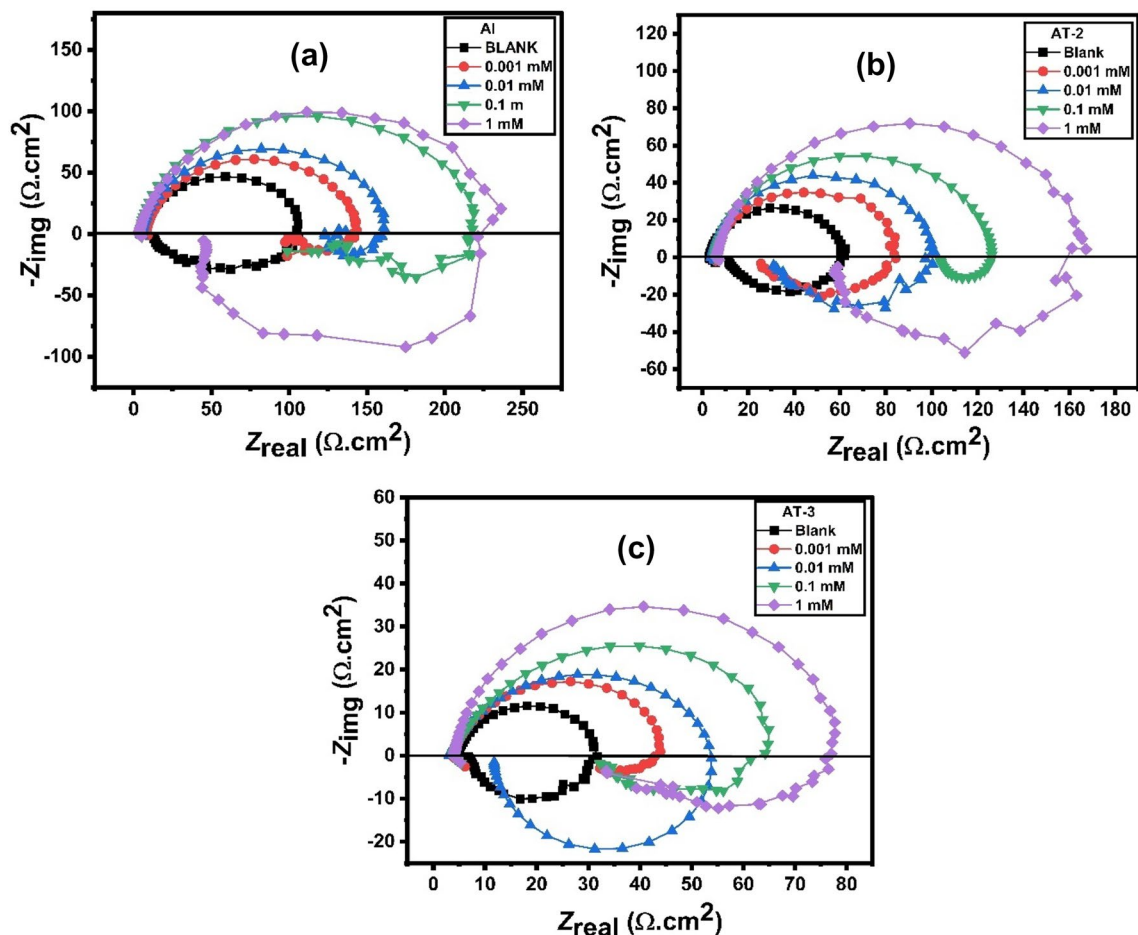 (a)
Al
BLANK
0.001 mM
0.01 mM
0.1 m
1 mM
150
100
50
0
-50
-100
-Zimg (Ω.cm²)
0 50 100 150 200 250
Zreal (Ω.cm²)
(b)
AT-2
Blank
0.001 mM
0.01 mM
0.1 mM
1 mM
120
100
80
60
40
20
0
-20
-40
-60
-Zimg (Ω.cm²)
0 20 40 60 80 100 120 140 160 180
Zreal (Ω.cm²)
(c)
AT-3
Blank
0.001 mM
0.01 mM
0.1 mM
1 mM
60
50
40
30
20
10
0
-10
-20
-Zimg (Ω.cm²)
0 10 20 30 40 50 60 70 80
Zreal (Ω.cm²)